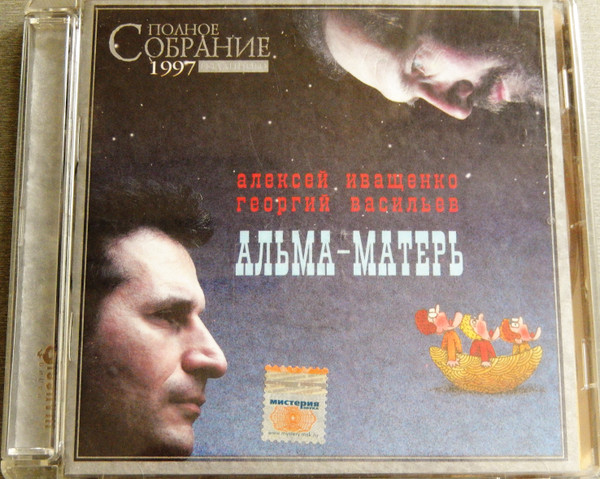 ПОЛНОЕ
СОБРАНИЕ
1997
алексей иващенко
георгий васильев
АЛЬМА-МАТЕРЬ
мистерия